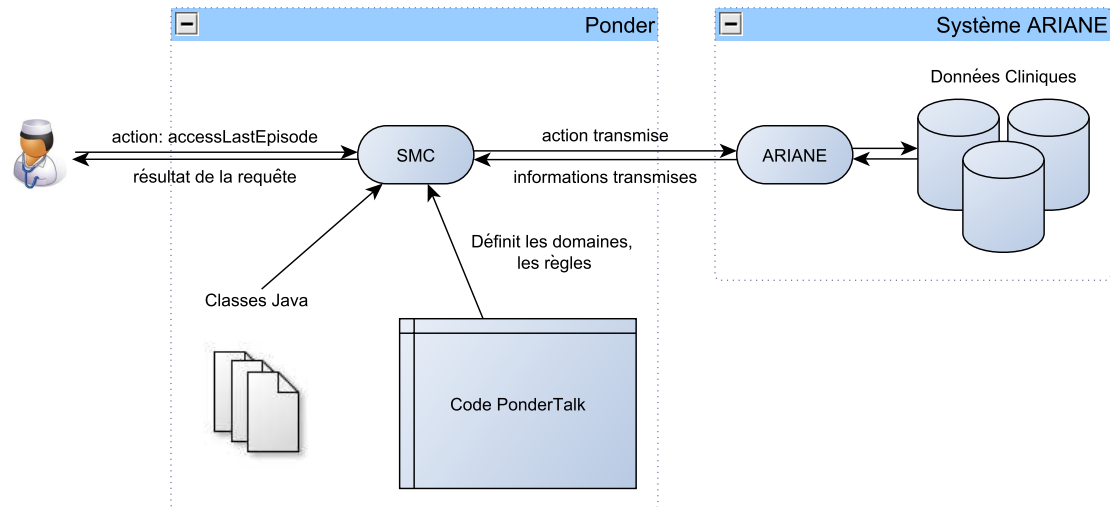 Ponder
Système ARIANE
Données Cliniques
action: accessLastEpisode
action transmise
SMC
ARIANE
résultat de la requête
informations transmises
Définit les domaines,
les règles
Classes Java
Code PonderTalk